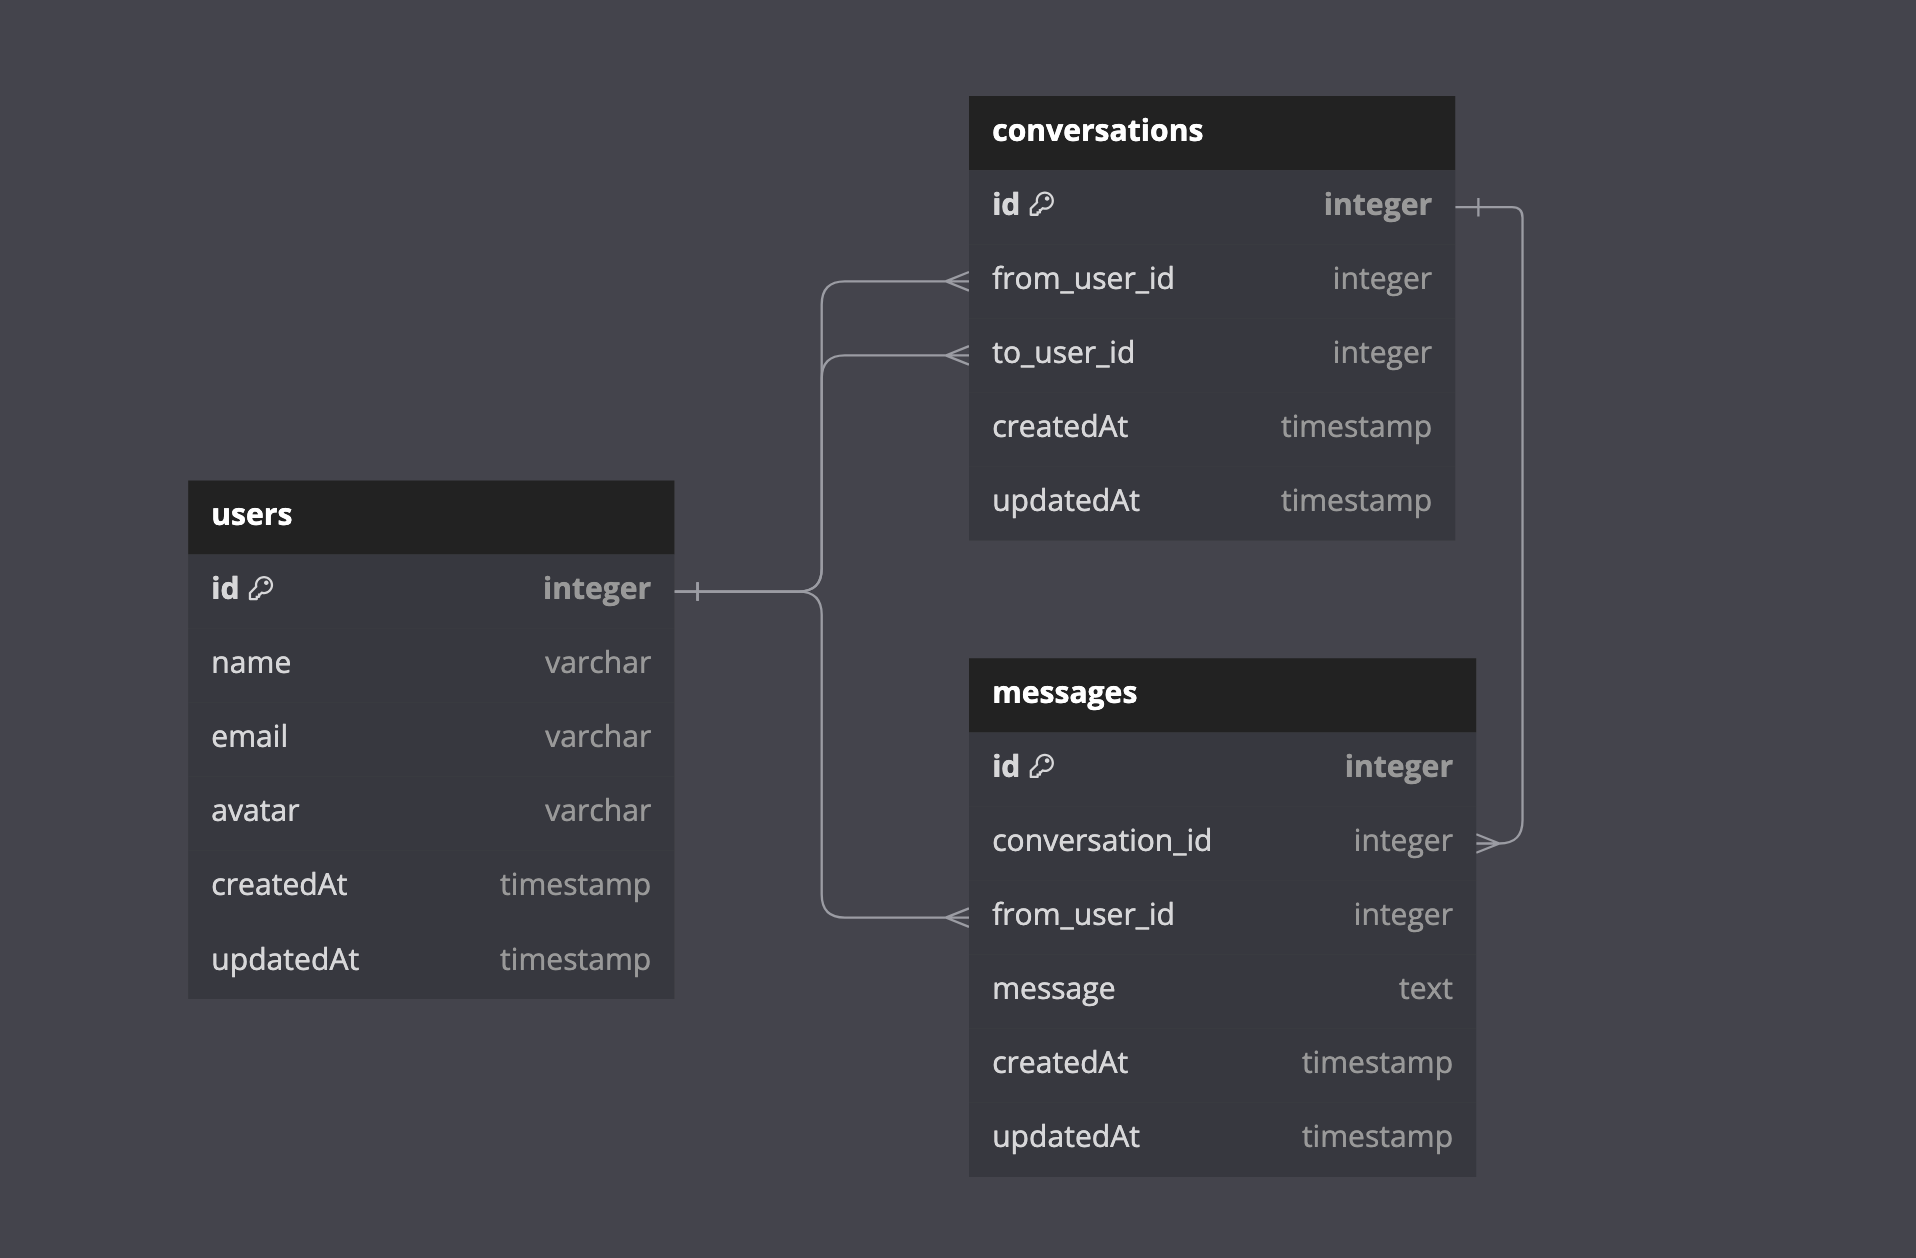 conversations
id integer
from_user_id integer
to_user_id integer
createdAt timestamp
updatedAt timestamp
users
id integer
name varchar
email varchar
avatar varchar
createdAt timestamp
updatedAt timestamp
messages
id integer
conversation_id integer
from_user_id integer
message text
createdAt timestamp
updatedAt timestamp